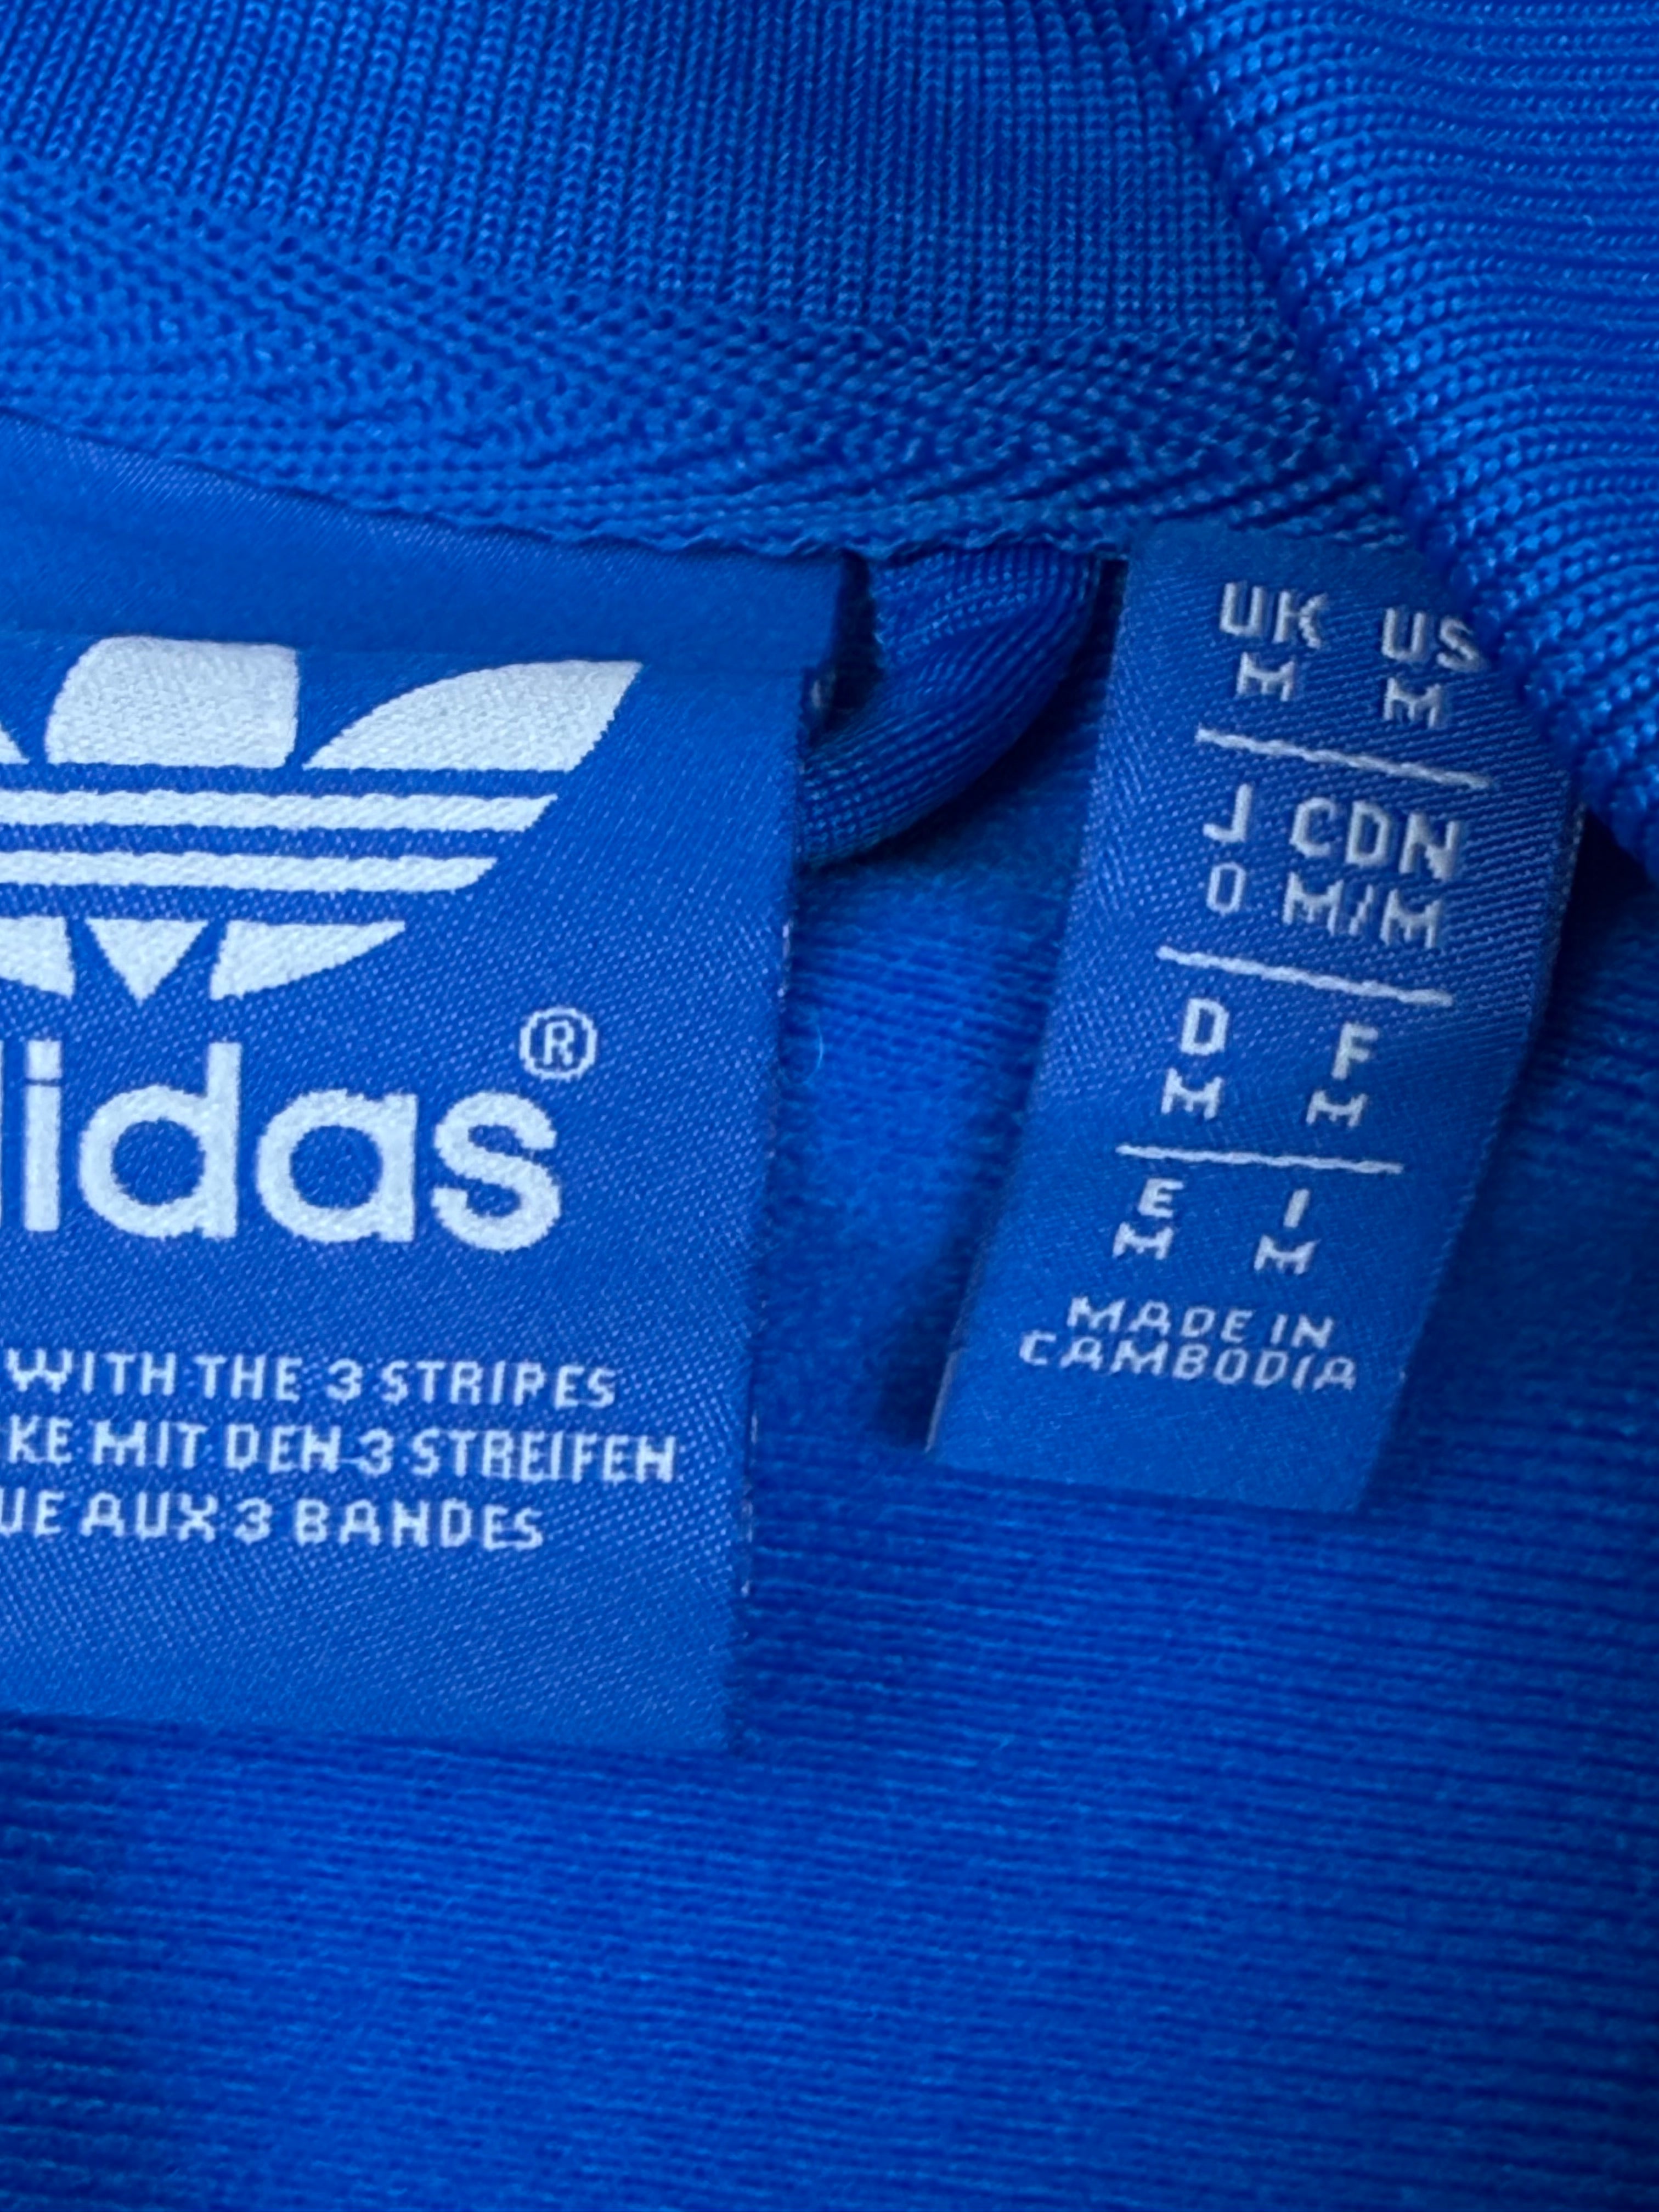 didas®
WITH THE 3 STRIPES
KE MIT DEN 3 STREIFEN
UE AUX 3 BANDES
UK US
M M
J CDN
O M/M
D F
M M
E I
M M
MADE IN
CAMBODIA